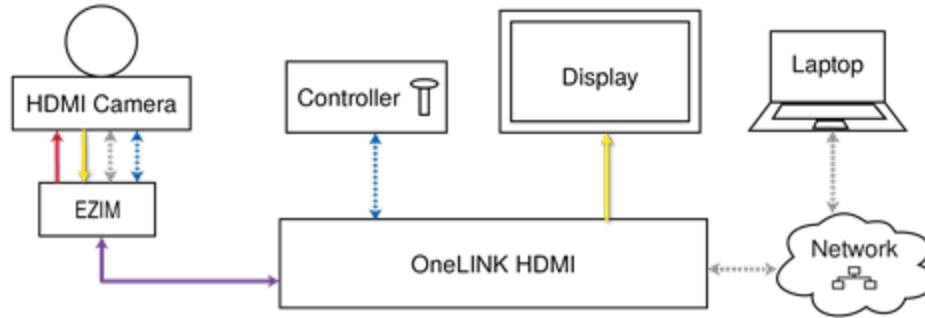 HDMI Camera
Controller
Display
Laptop
EZIM
OneLINK HDMI
Network